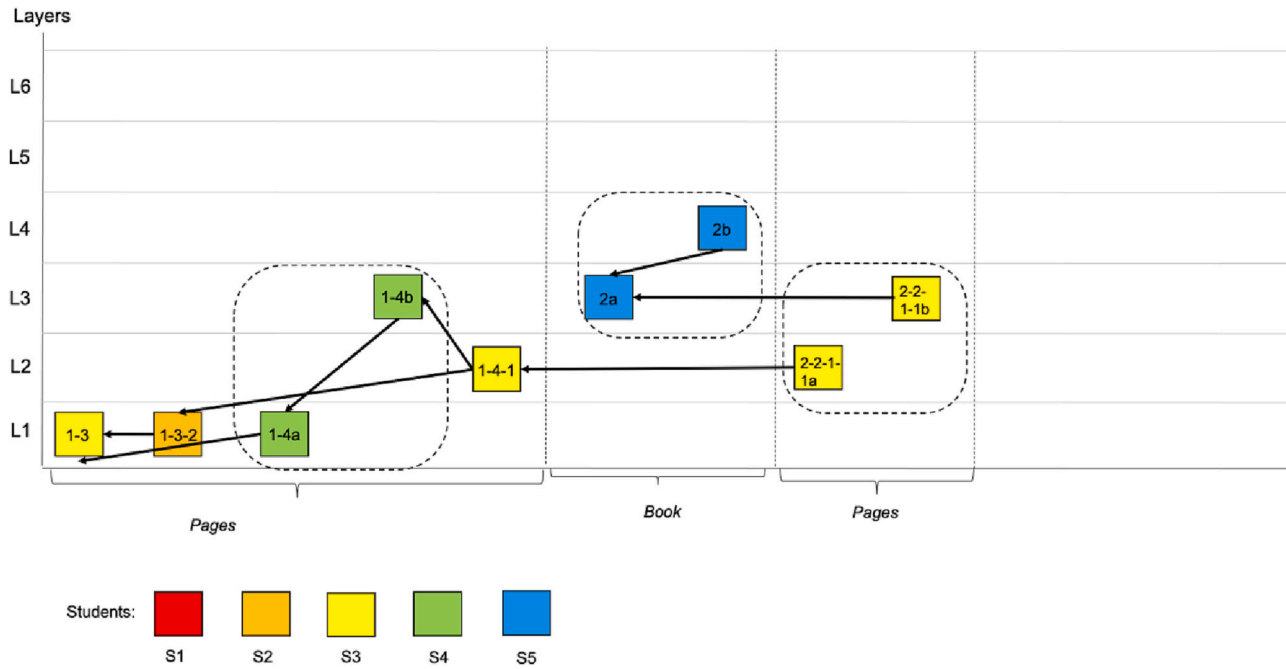 Layers
L6
L5
L4
2b
L3
1-4b
2a
2-2-
1-1b
L2
1-4-1
2-2-1-
1a
L1
1-3
1-3-2
1-4a
Pages
Book
Pages
Students:
S1
S2
S3
S4
S5